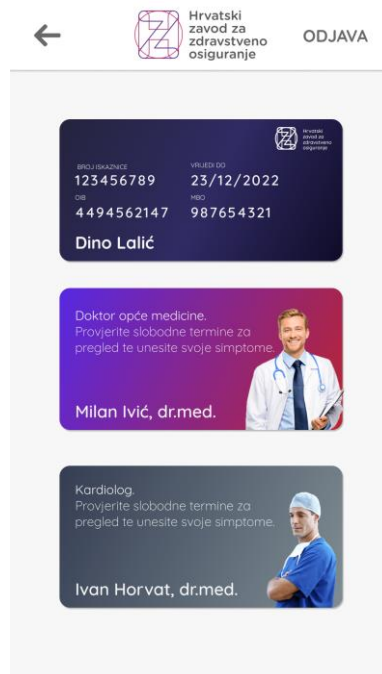 Hrvatski
zavod za
zdravstveno
osiguranje
ODJAVA
Hrvatski
zavod za
zdravstveno
osiguranje
BROJ ISKAZNICE
VRIJEDI DO
123456789
23/12/2022
OIB
MBO
4494562147
987654321
Dino Lalić
Doktor opće medicine.
Provjerite slobodne termine za
pregled te unesite svoje simptome.
Milan Ivić, dr.med.
Kardiolog.
Provjerite slobodne termine za
pregled te unesite svoje simptome.
Ivan Horvat, dr.med.